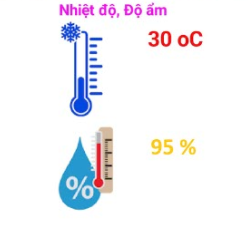 Nhiệt độ, Độ ẩm
30 oC
95 %
%